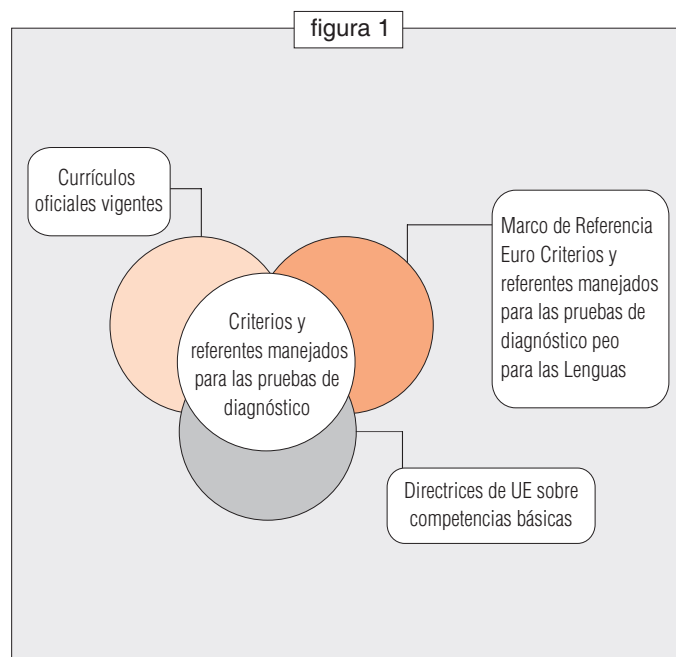 figura 1
Currículos
oficiales vigentes
Marco de Referencia
Euro Criterios y
referentes manejados
para las pruebas de
diagnóstico peo
para las Lenguas
Criterios y
referentes manejados
para las pruebas de
diagnóstico
Directrices de UE sobre
competencias básicas